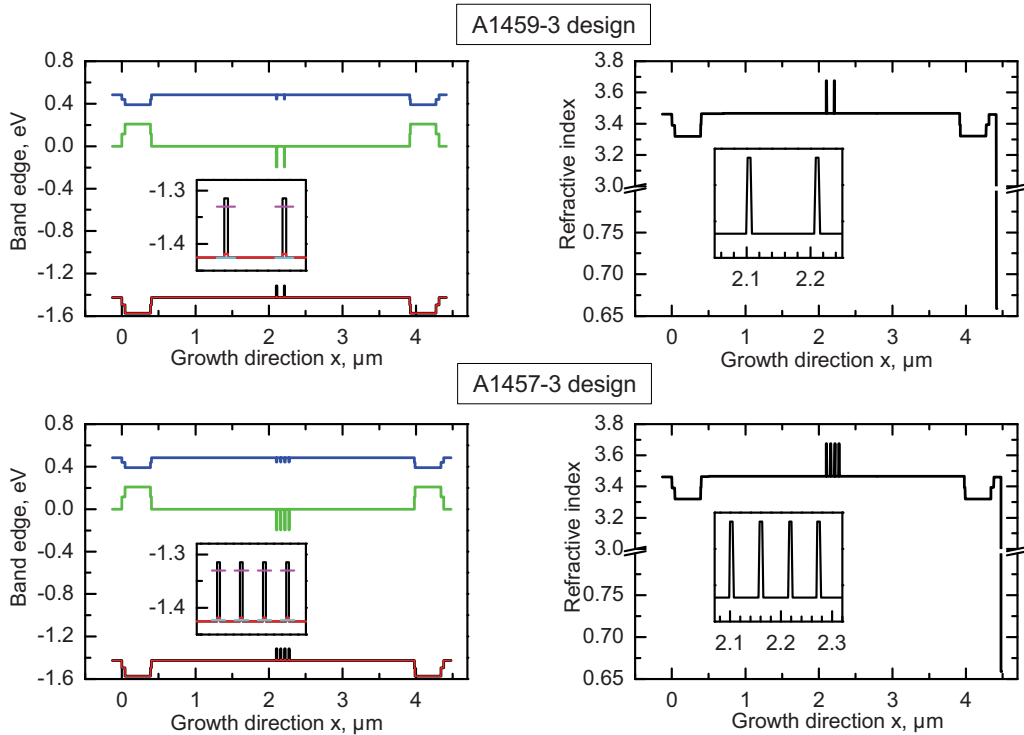 A1459-3 design
Band edge, eV
0.8
0.4
0.0
-0.4
-0.8
-1.2
-1.6
-1.3
-1.4
0 1 2 3 4
Growth direction x, µm
Refractive index
3.8
3.6
3.4
3.2
3.0
0.75
0.70
0.65
2.1 2.2
0 1 2 3 4
Growth direction x, µm
A1457-3 design
Band edge, eV
0.8
0.4
0.0
-0.4
-0.8
-1.2
-1.6
-1.3
-1.4
0 1 2 3 4
Growth direction x, µm
Refractive index
3.8
3.6
3.4
3.2
3.0
0.75
0.70
0.65
2.1 2.2 2.3
0 1 2 3 4
Growth direction x, µm